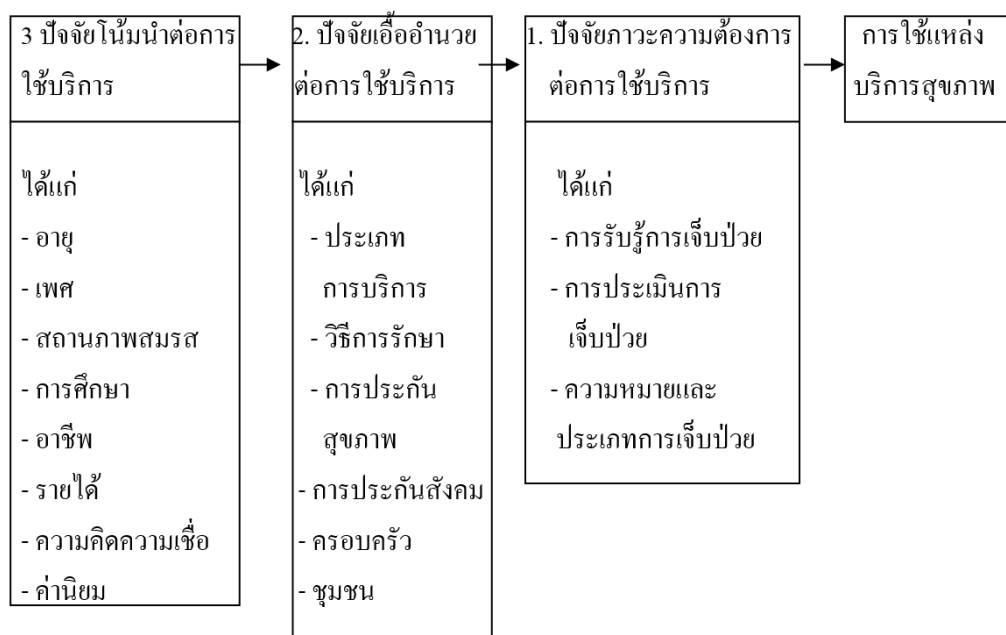 3 ปัจจัยโน้มนำต่อการ
ใช้บริการ
ได้แก่
- อายุ
- เพศ
- สถานภาพสมรส
- การศึกษา
- อาชีพ
- รายได้
- ความคิดความเชื่อ
- ค่านิยม
2. ปัจจัยเอื้ออำนวย
ต่อการใช้บริการ
ได้แก่
- ประเภท
การบริการ
- วิธีการรักษา
- การประกัน
สุขภาพ
- การประกันสังคม
- ครอบครัว
- ชุมชน
1. ปัจจัยภาวะความต้องการ
ต่อการใช้บริการ
ได้แก่
- การรับรู้การเจ็บป่วย
- การประเมินการ
เจ็บป่วย
- ความหมายและ
ประเภทการเจ็บป่วย
การใช้แหล่ง
บริการสุขภาพ